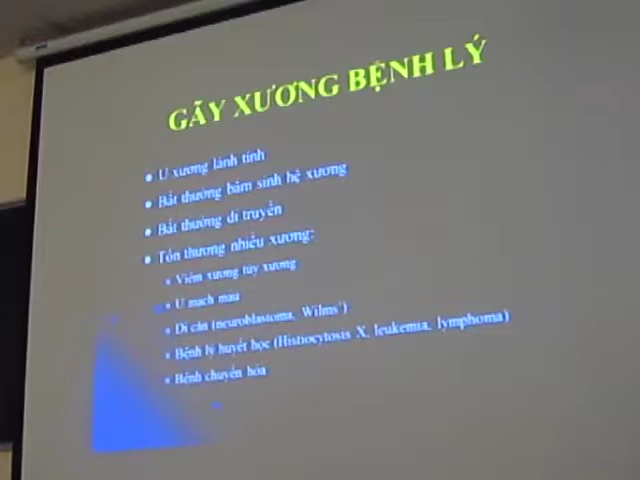 GÃY XƯƠNG BỆNH LÝ
U xương lành tính
Bất thường bẩm sinh hệ xương
Bất thường di truyền
Tổn thương nhiều xương:
Viêm xương tủy xương
U mạch máu
Di căn (neuroblastoma, Wilms')
Bệnh lý huyết học (Histiocytosis X, leukemia, lymphoma)
Bệnh chuyển hóa